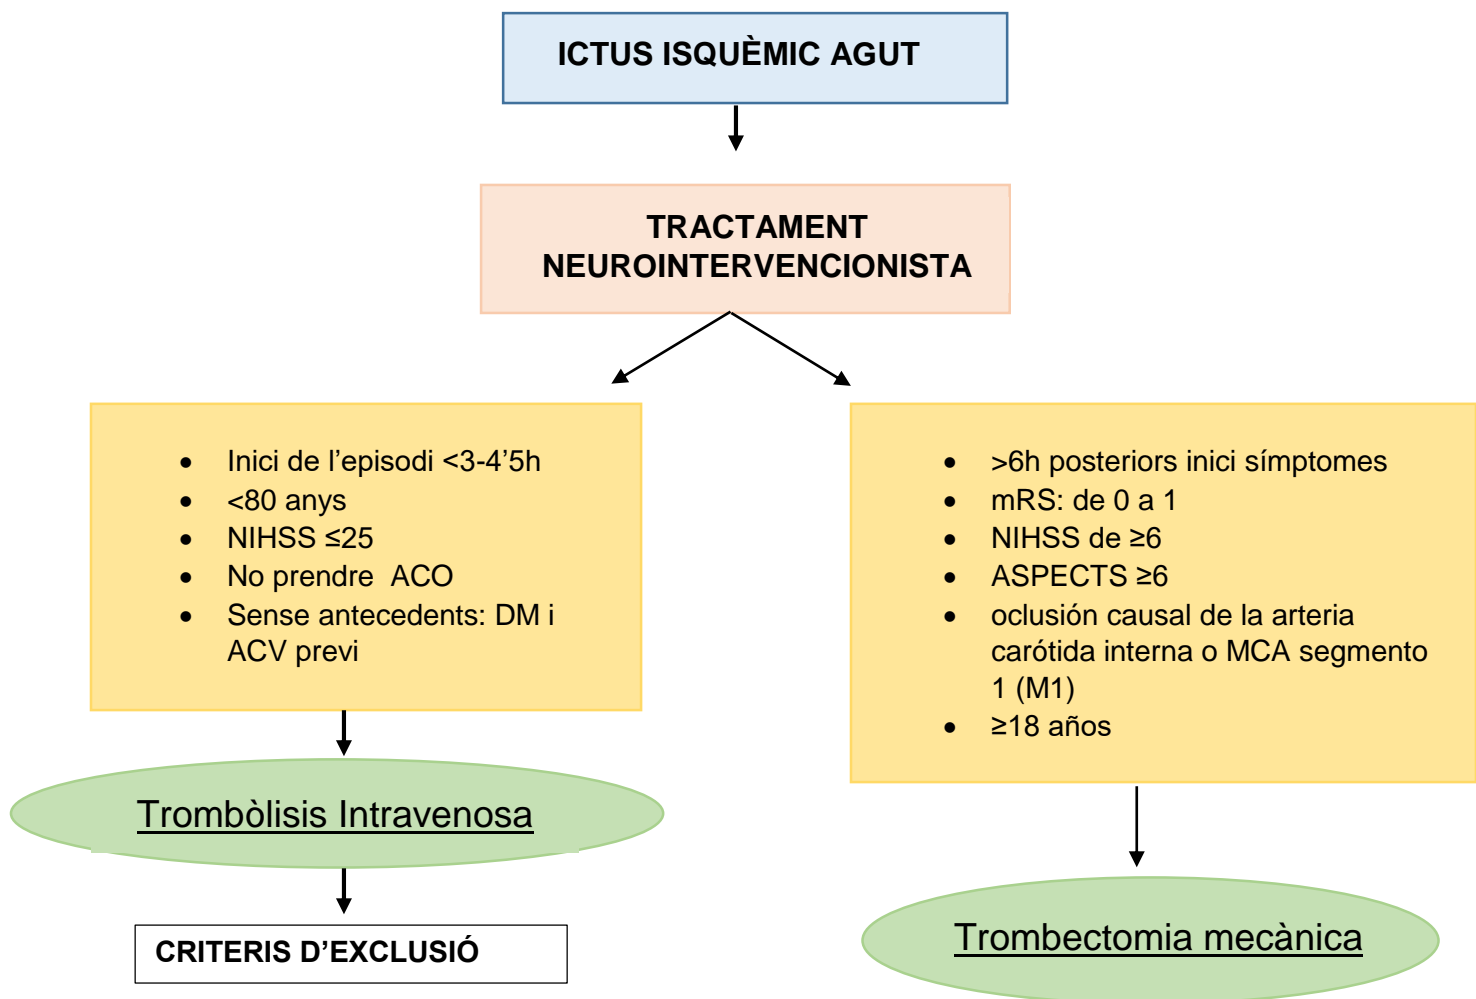 ICTUS ISQUÈMIC AGUT
TRACTAMENT
NEUROINTERVENCIONISTA
• Inici de l’episodi <3-4’5h
• <80 anys
• NIHSS ≤25
• No prendre ACO
• Sense antecedents: DM i
ACV previ
Trombòlisis Intravenosa
CRITERIS D’EXCLUSIÓ
• >6h posteriors inici símptomes
• mRS: de 0 a 1
• NIHSS de ≥6
• ASPECTS ≥6
• oclusión causal de la arteria
carótida interna o MCA segmento
1 (M1)
• ≥18 años
Trombectomia mecànica